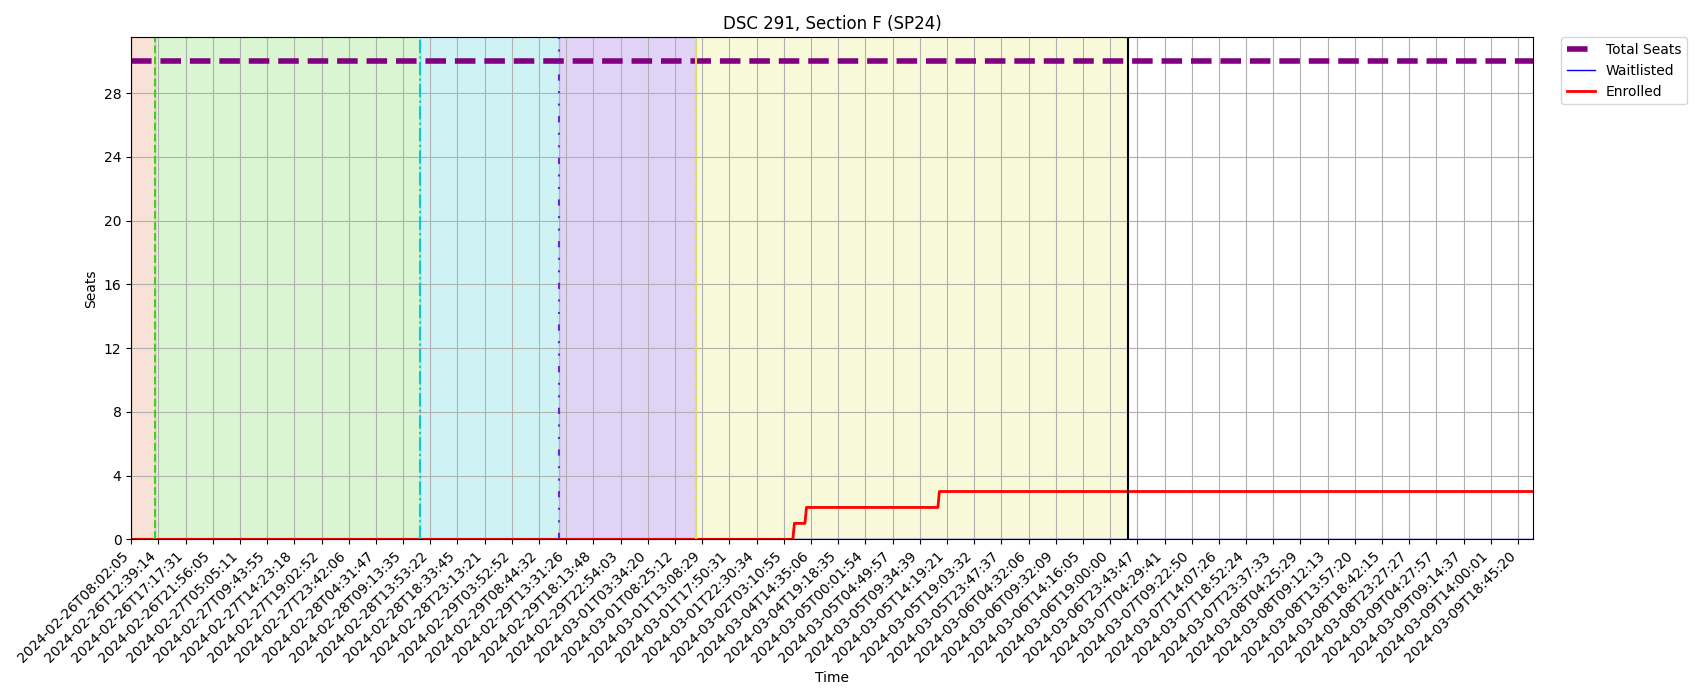 DSC 291, Section F (SP24)
Total Seats
Waitlisted
Enrolled
Seats
28
24
20
16
12
8
4
0
2024-02-26T08:02:05
2024-02-26T12:39:14
2024-02-26T17:17:31
2024-02-26T21:56:05
2024-02-27T05:05:11
2024-02-27T09:43:55
2024-02-27T14:23:18
2024-02-27T19:02:52
2024-02-27T23:42:06
2024-02-28T04:31:47
2024-02-28T09:13:35
2024-02-28T13:53:22
2024-02-28T18:33:45
2024-02-28T23:13:21
2024-02-29T03:52:52
2024-02-29T08:44:32
2024-02-29T13:31:26
2024-02-29T18:13:48
2024-02-29T22:54:03
2024-03-01T03:34:20
2024-03-01T08:25:12
2024-03-01T13:08:29
2024-03-01T17:50:31
2024-03-01T22:30:34
2024-03-02T03:10:55
2024-03-04T14:35:06
2024-03-04T19:18:35
2024-03-05T00:01:54
2024-03-05T04:49:57
2024-03-05T09:34:39
2024-03-05T14:19:21
2024-03-05T19:03:32
2024-03-05T23:47:37
2024-03-06T04:32:06
2024-03-06T09:32:09
2024-03-06T14:16:05
2024-03-06T19:00:00
2024-03-06T23:43:47
2024-03-07T04:29:41
2024-03-07T09:22:50
2024-03-07T14:07:26
2024-03-07T18:52:24
2024-03-07T23:37:33
2024-03-08T04:25:29
2024-03-08T09:12:13
2024-03-08T13:57:20
2024-03-08T18:42:15
2024-03-08T23:27:27
2024-03-09T04:27:57
2024-03-09T09:14:37
2024-03-09T14:00:01
2024-03-09T18:45:20
Time